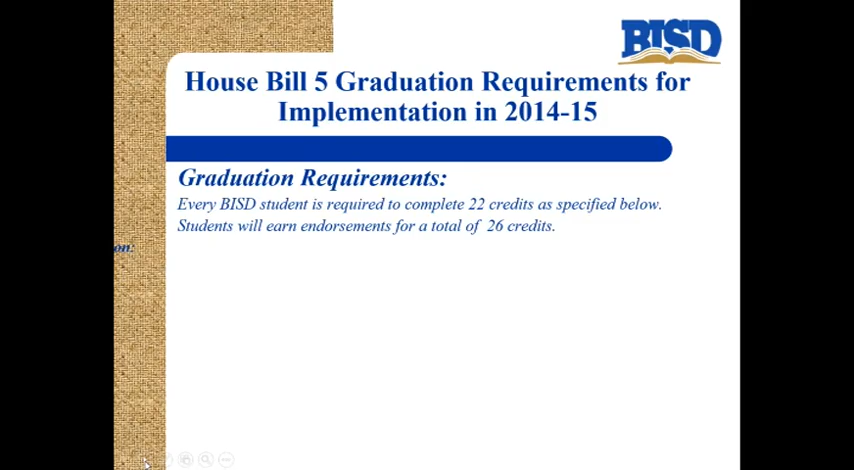 BISD
House Bill 5 Graduation Requirements for
Implementation in 2014-15
Graduation Requirements:
Every BISD student is required to complete 22 credits as specified below.
Students will earn endorsements for a total of 26 credits.
on: